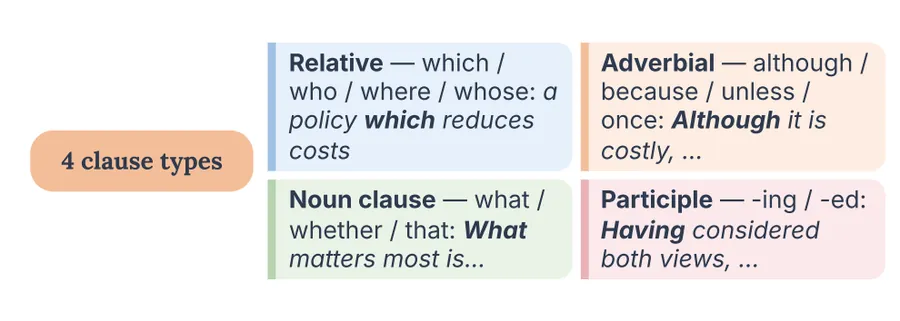 4 clause types
Relative — which /
who / where / whose: a
policy which reduces
costs
Adverbial — although /
because / unless /
once: Although it is
costly, ...
Noun clause — what /
whether / that: What
matters most is...
Participle — -ing / -ed:
Having considered
both views, ...